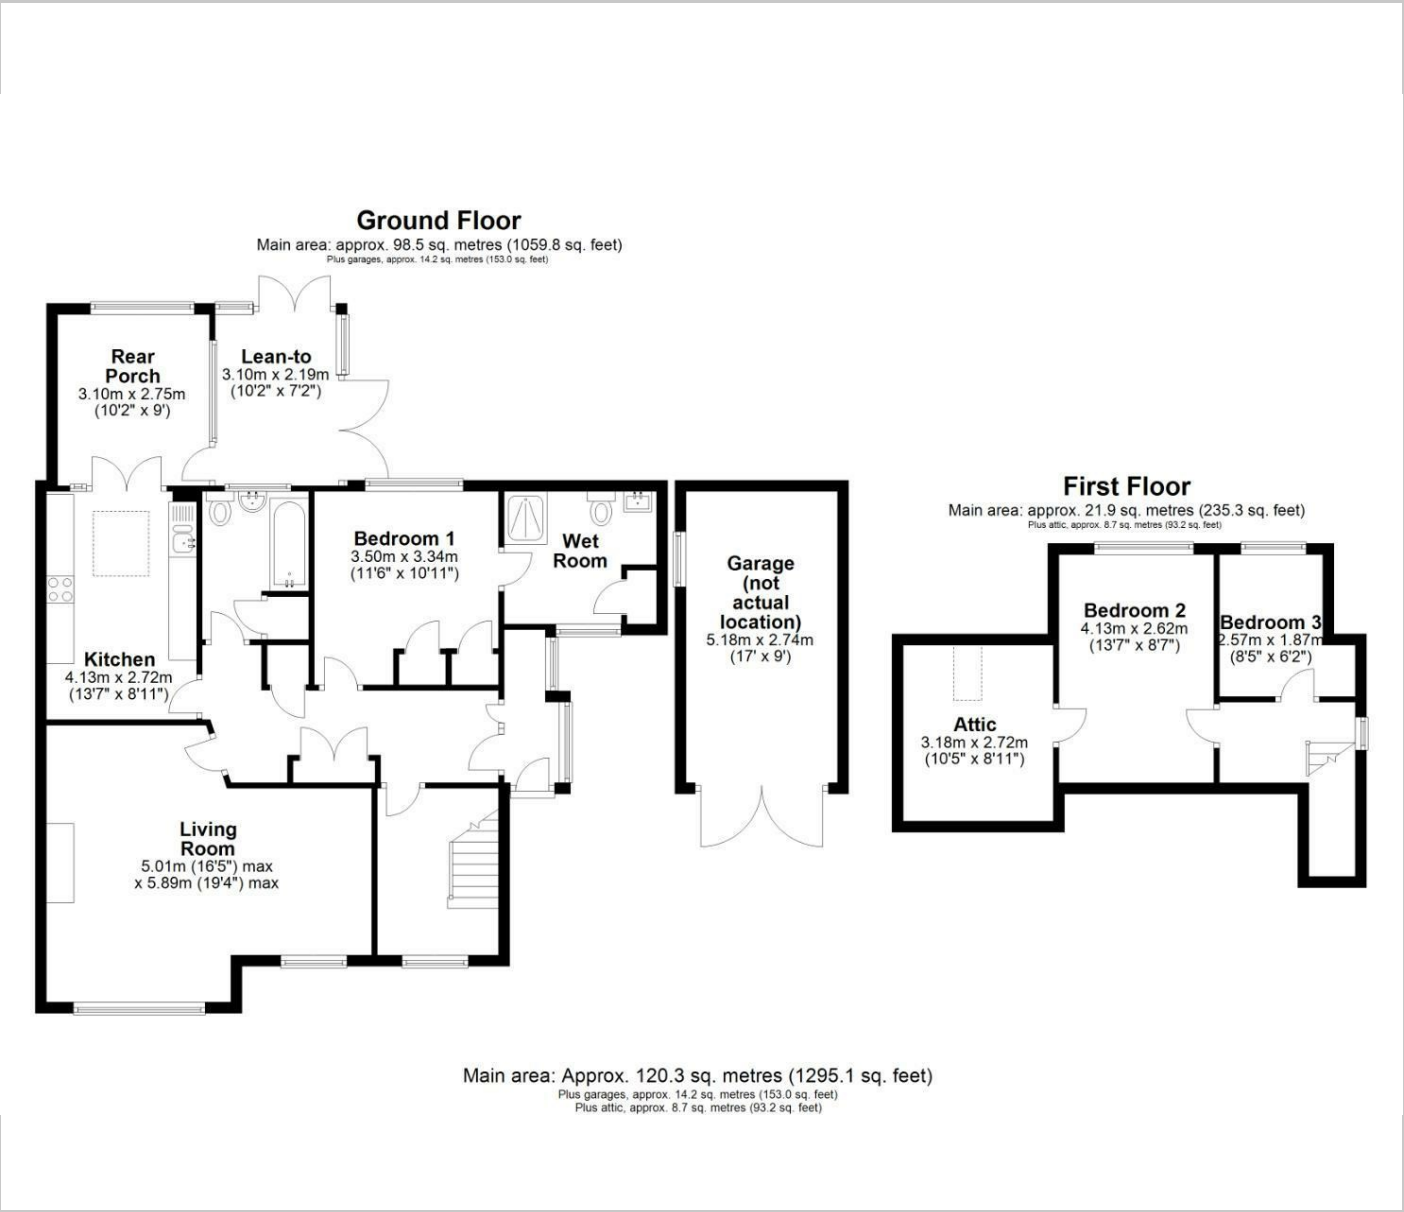 Ground Floor
Main area: approx. 98.5 sq. metres (1059.8 sq. feet)
Plus garages, approx. 14.2 sq. metres (153.0 sq. feet)
Rear
Porch
3.10m x 2.75m
(10'2" x 9')
Lean-to
3.10m x 2.19m
(10'2" x 7'2")
Kitchen
4.13m x 2.72m
(13'7" x 8'11")
Bedroom 1
3.50m x 3.34m
(11'6" x 10'11")
Wet
Room
Living
Room
5.01m (16'5") max
x 5.89m (19'4") max
Garage
(not
actual
location)
5.18m x 2.74m
(17' x 9')
First Floor
Main area: approx. 21.9 sq. metres (235.3 sq. feet)
Plus attic, approx. 8.7 sq. metres (93.2 sq. feet)
Bedroom 2
4.13m x 2.62m
(13'7" x 8'7")
Bedroom 3
2.57m x 1.87m
(8'5" x 6'2")
Attic
3.18m x 2.72m
(10'5" x 8'11")
Main area: Approx. 120.3 sq. metres (1295.1 sq. feet)
Plus garages, approx. 14.2 sq. metres (153.0 sq. feet)
Plus attic, approx. 8.7 sq. metres (93.2 sq. feet)